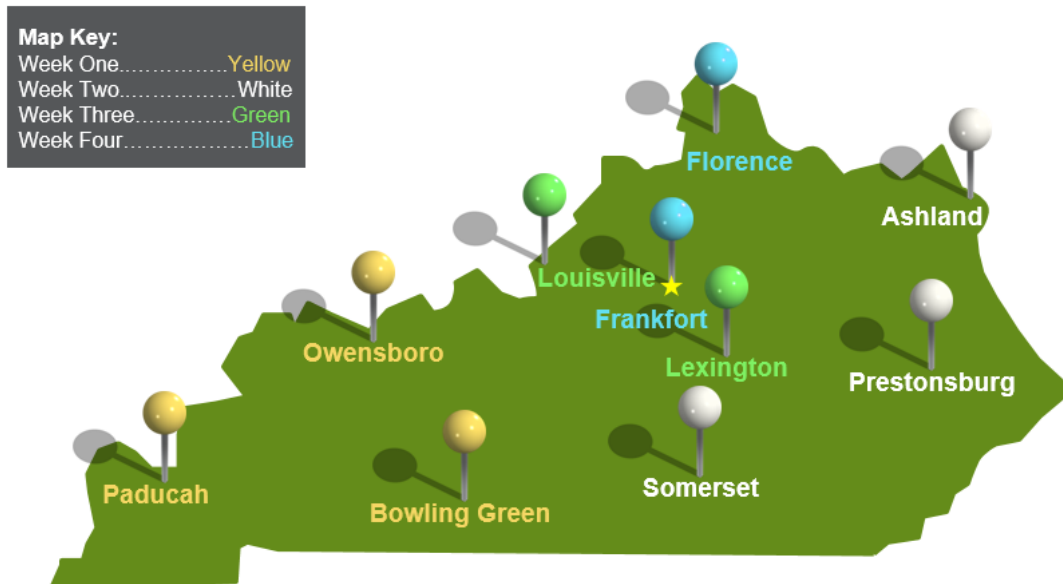 Map Key:
Week One..................Yellow
Week Two..................White
Week Three................Green
Week Four..................Blue
Florence
Ashland
Louisville
Frankfort
Owensboro
Lexington
Prestonsburg
Somerset
Paducah
Bowling Green